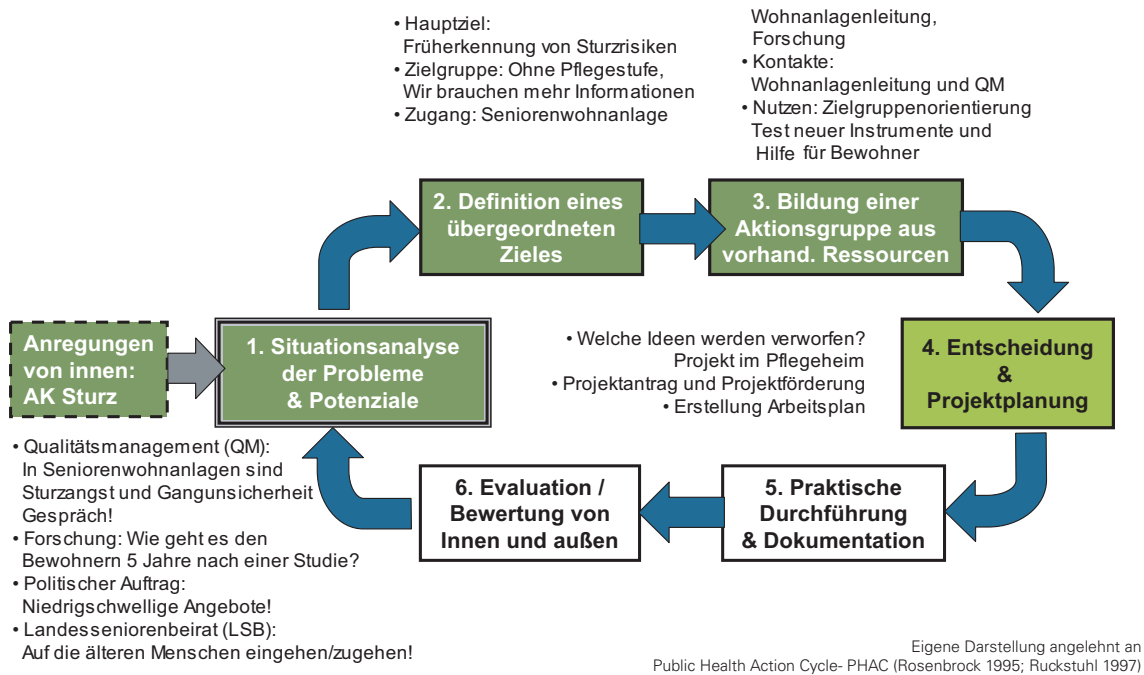 • Hauptziel:
Früherkennung von Sturzrisiken
• Zielgruppe: Ohne Pflegestufe,
Wir brauchen mehr Informationen
• Zugang: Seniorenwohnanlage
Wohnanlagenleitung,
Forschung
• Kontakte:
Wohnanlagenleitung und QM
• Nutzen: Zielgruppenorientierung
Test neuer Instrumente und
Hilfe für Bewohner
2. Definition eines
übergeordneten
Zieles
3. Bildung einer
Aktionsgruppe aus
vorhand. Ressourcen
Anregungen
von innen:
AK Sturz
1. Situationsanalyse
der Probleme
& Potenziale
• Welche Ideen werden verworfen?
Projekt im Pflegeheim
• Projektantrag und Projektförderung
• Erstellung Arbeitsplan
4. Entscheidung
&
Projektplanung
• Qualitätsmanagement (QM):
In Seniorenwohnanlagen sind
Sturzangst und Gangunsicherheit
Gespräch!
• Forschung: Wie geht es den
Bewohnern 5 Jahre nach einer Studie?
• Politischer Auftrag:
Niedrigschwellige Angebote!
• Landesseniorenbeirat (LSB):
Auf die älteren Menschen eingehen/zugehen!
6. Evaluation /
Bewertung von
Innen und außen
5. Praktische
Durchführung
& Dokumentation
Eigene Darstellung angelehnt an
Public Health Action Cycle- PHAC (Rosenbrock 1995; Ruckstuhl 1997)